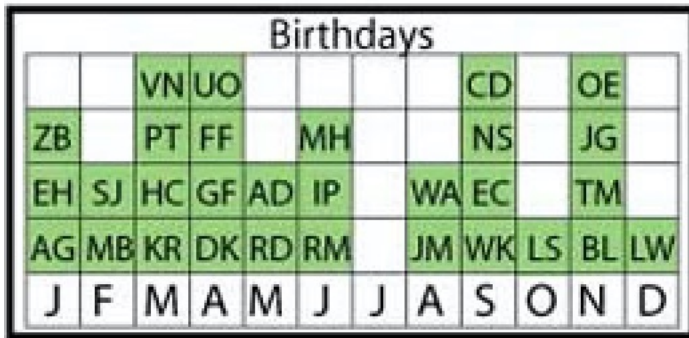 Birthdays
VN UO CD OE
ZB PT FF MH NS JG
EH SJ HC GF AD IP WA EC TM
AG MB KR DK RD RM JM WK LS BL LW
J F M A M J J A S O N D